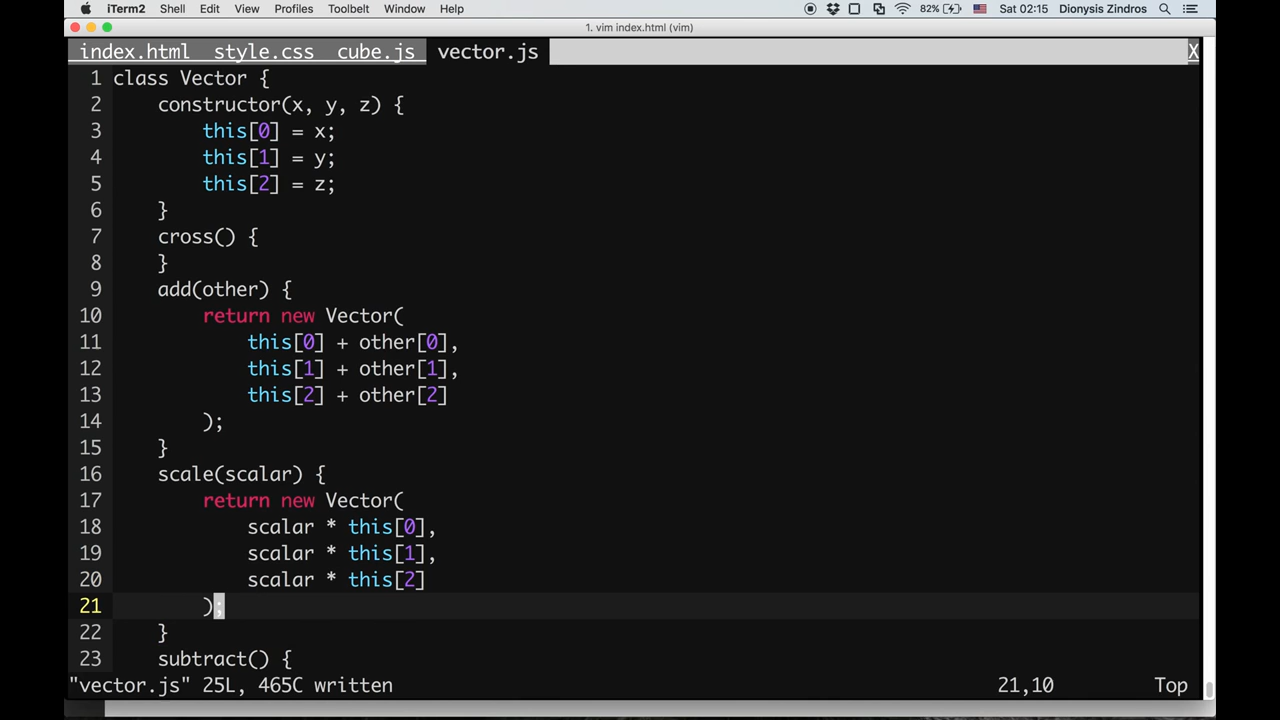 iTerm2 Shell Edit View Profiles Toolbelt Window Help 82% Sat 02:15 Dionysis Zindros
1. vim index.html (vim)
index.html style.css cube.js vector.js X
1 class Vector {
2     constructor(x, y, z) {
3         this[0] = x;
4         this[1] = y;
5         this[2] = z;
6     }
7     cross() {
8     }
9     add(other) {
10         return new Vector(
11             this[0] + other[0],
12             this[1] + other[1],
13             this[2] + other[2]
14         );
15     }
16     scale(scalar) {
17         return new Vector(
18             scalar * this[0],
19             scalar * this[1],
20             scalar * this[2]
21         );
22     }
23     subtract() {
"vector.js" 25L, 465C written 21,10 Top